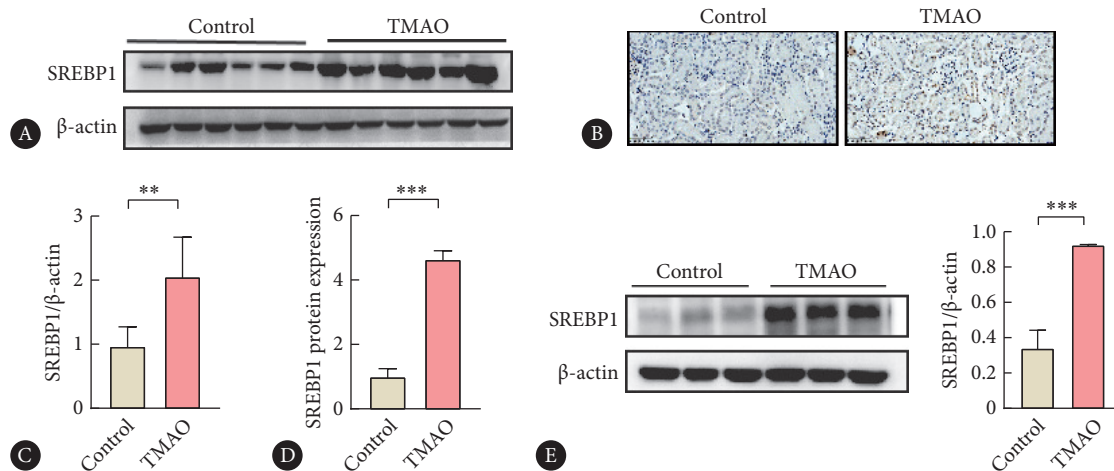 Control TMAO
SREBP1
β-actin
A
Control TMAO
B
**
SREBP1/β-actin
3
2
1
0
Control TMAO
C
***
SREBP1 protein expression
6
4
2
0
Control TMAO
D
Control TMAO
SREBP1
β-actin
***
SREBP1/β-actin
1.0
0.8
0.6
0.4
0.2
0
Control TMAO
E